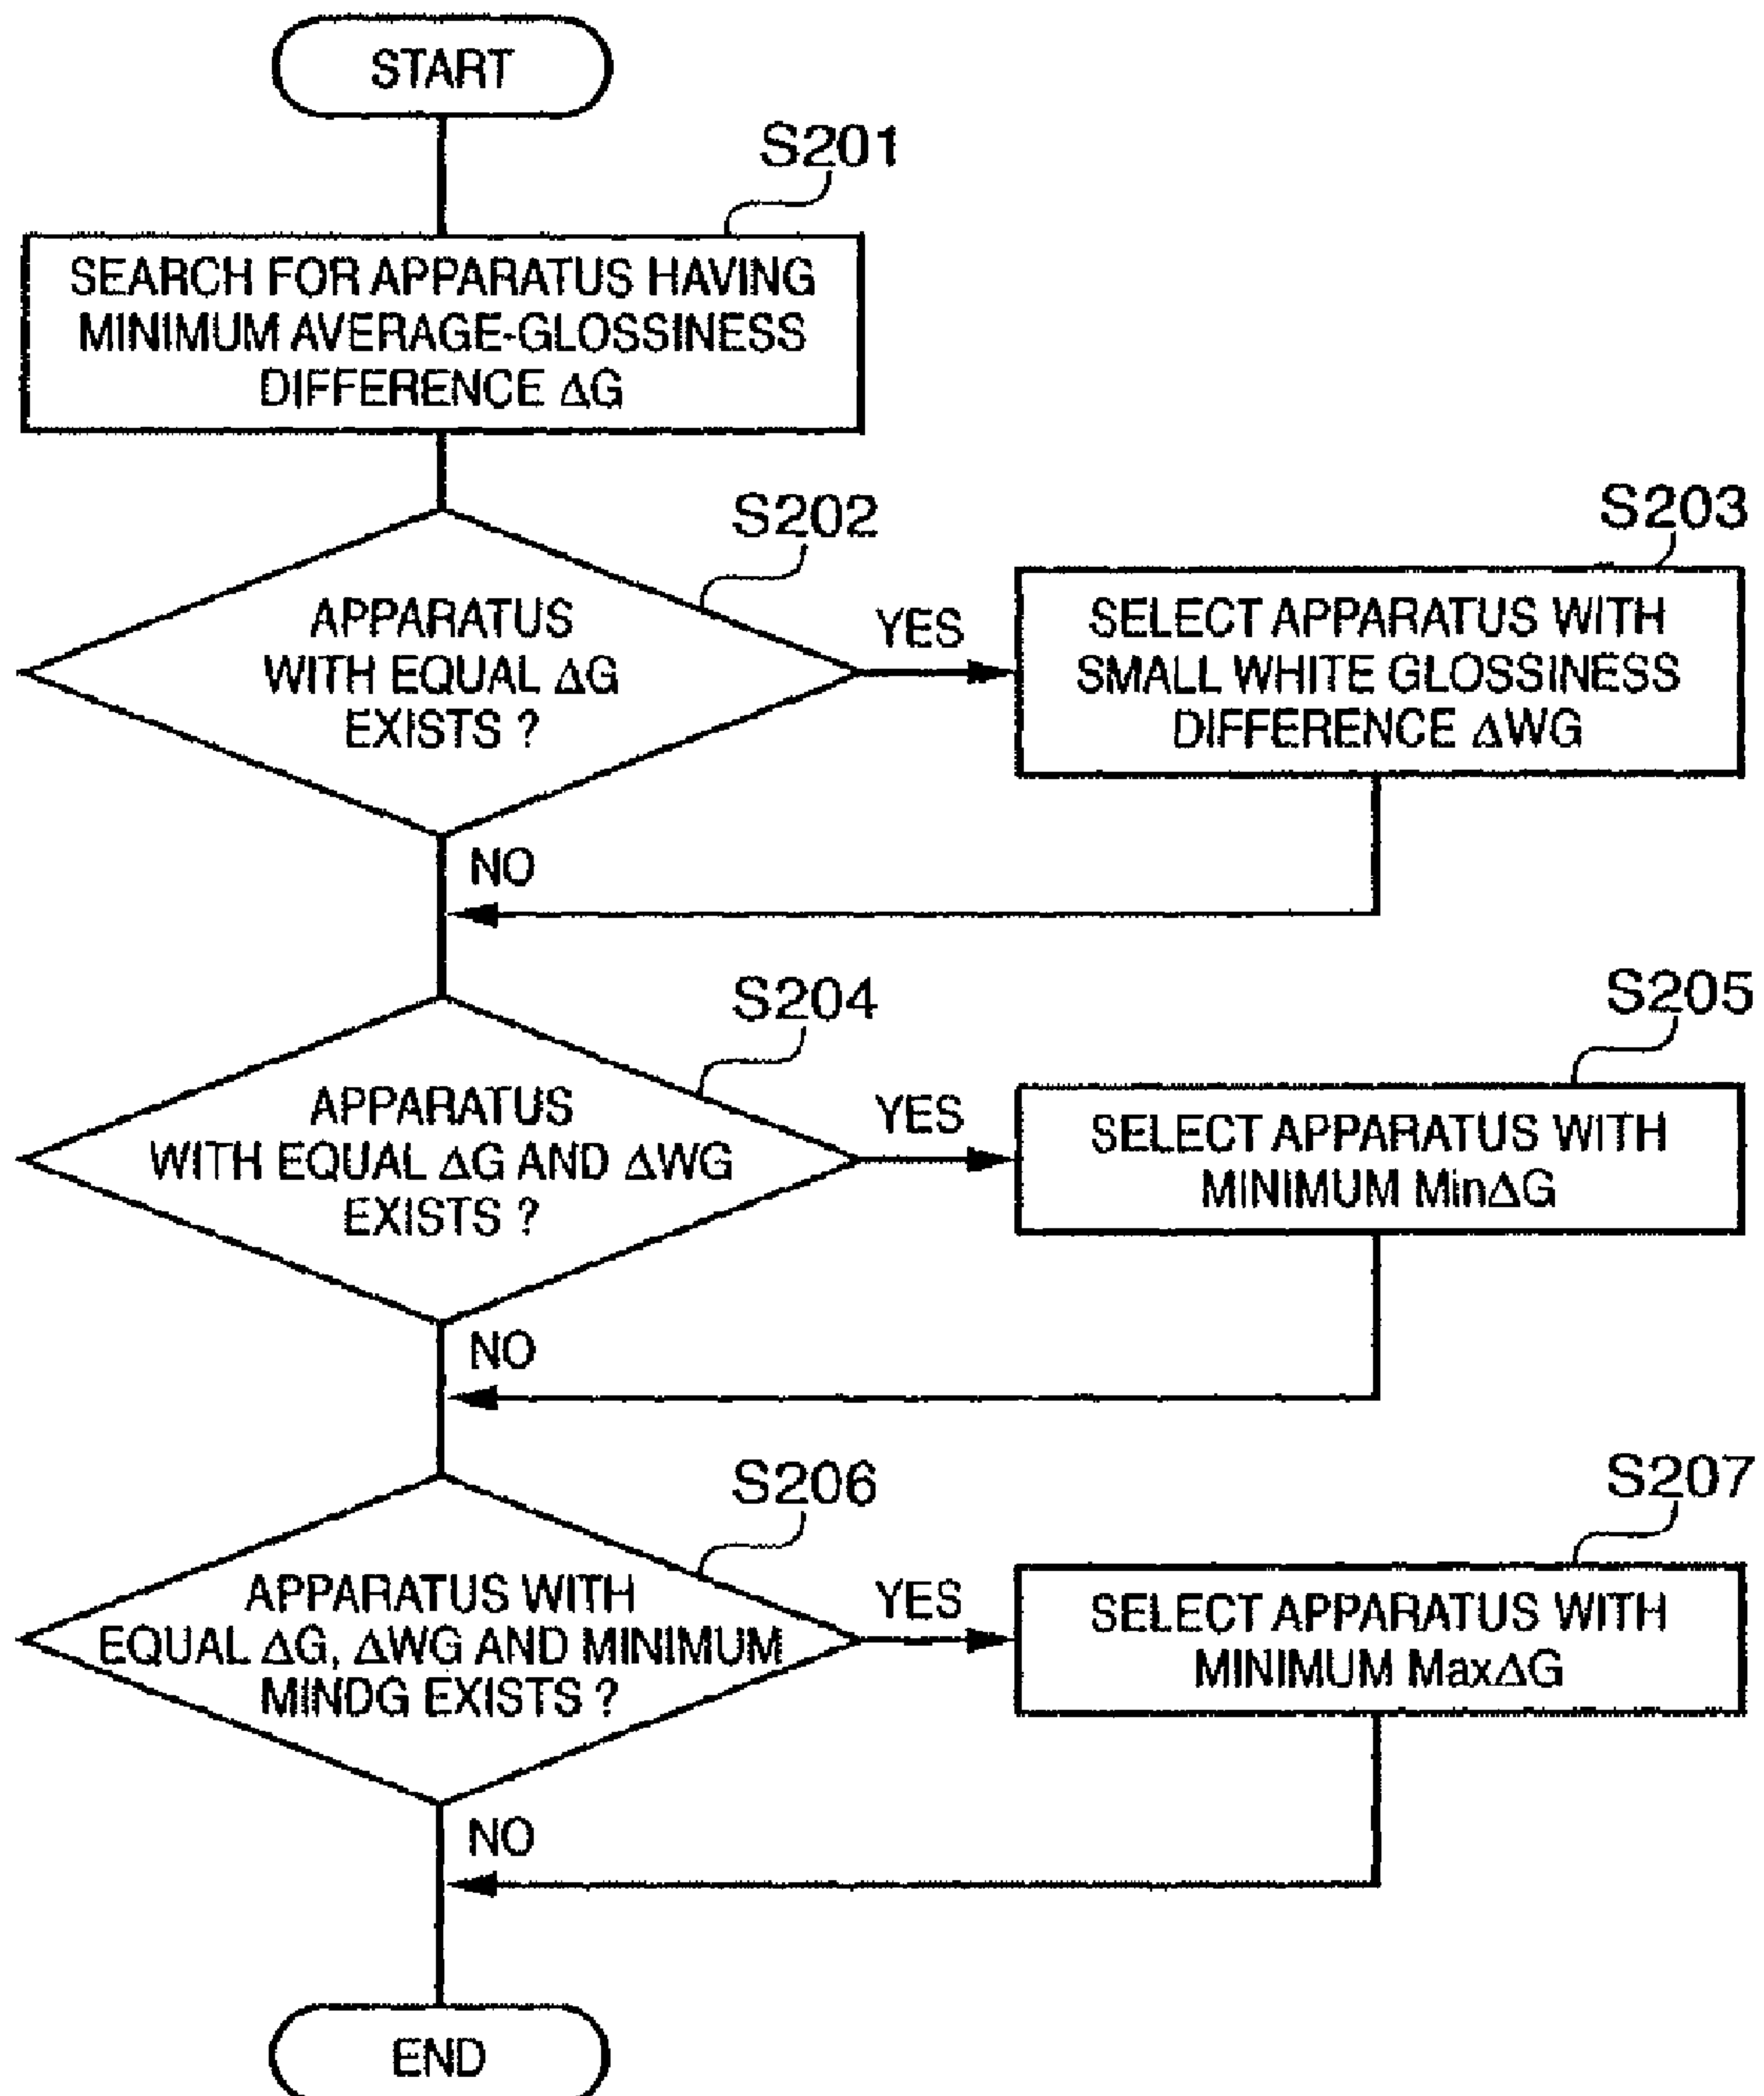 START
S201
SEARCH FOR APPARATUS HAVING
MINIMUM AVERAGE-GLOSSINESS
DIFFERENCE ΔG
S202
APPARATUS
WITH EQUAL ΔG
EXISTS ?
YES
S203
SELECT APPARATUS WITH
SMALL WHITE GLOSSINESS
DIFFERENCE ΔWG
NO
S204
APPARATUS
WITH EQUAL ΔG AND ΔWG
EXISTS ?
YES
S205
SELECT APPARATUS WITH
MINIMUM MinΔG
NO
S206
APPARATUS WITH
EQUAL ΔG, ΔWG AND MINIMUM
MINDG EXISTS ?
YES
S207
SELECT APPARATUS WITH
MINIMUM MaxΔG
NO
END